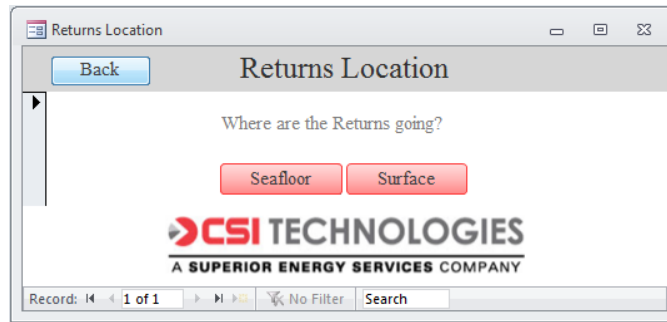 Returns Location
Back
Returns Location
Where are the Returns going?
Seafloor Surface
CSI TECHNOLOGIES
A SUPERIOR ENERGY SERVICES COMPANY
Record: 1 of 1 No Filter Search